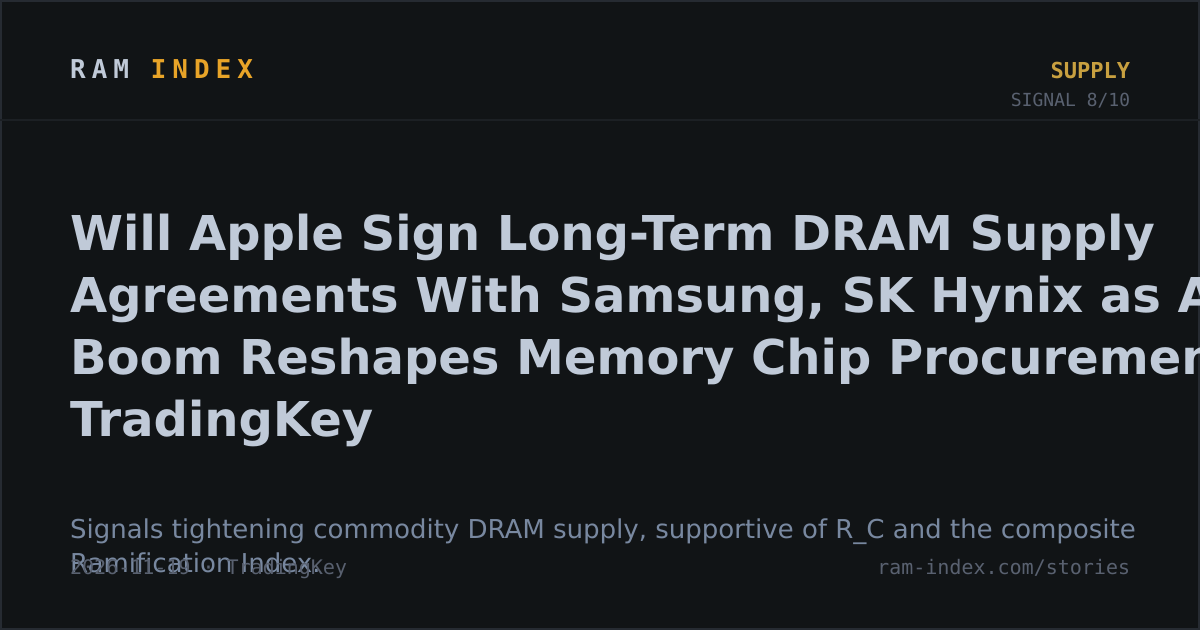 RAM INDEX
SUPPLY
SIGNAL 8/10
Will Apple Sign Long-Term DRAM Supply
Agreements With Samsung, SK Hynix as A
Boom Reshapes Memory Chip Procuremen
TradingKey
Signals tightening commodity DRAM supply, supportive of R_C and the composite
Ramification Index.
TradingKey
ram-index.com/stories